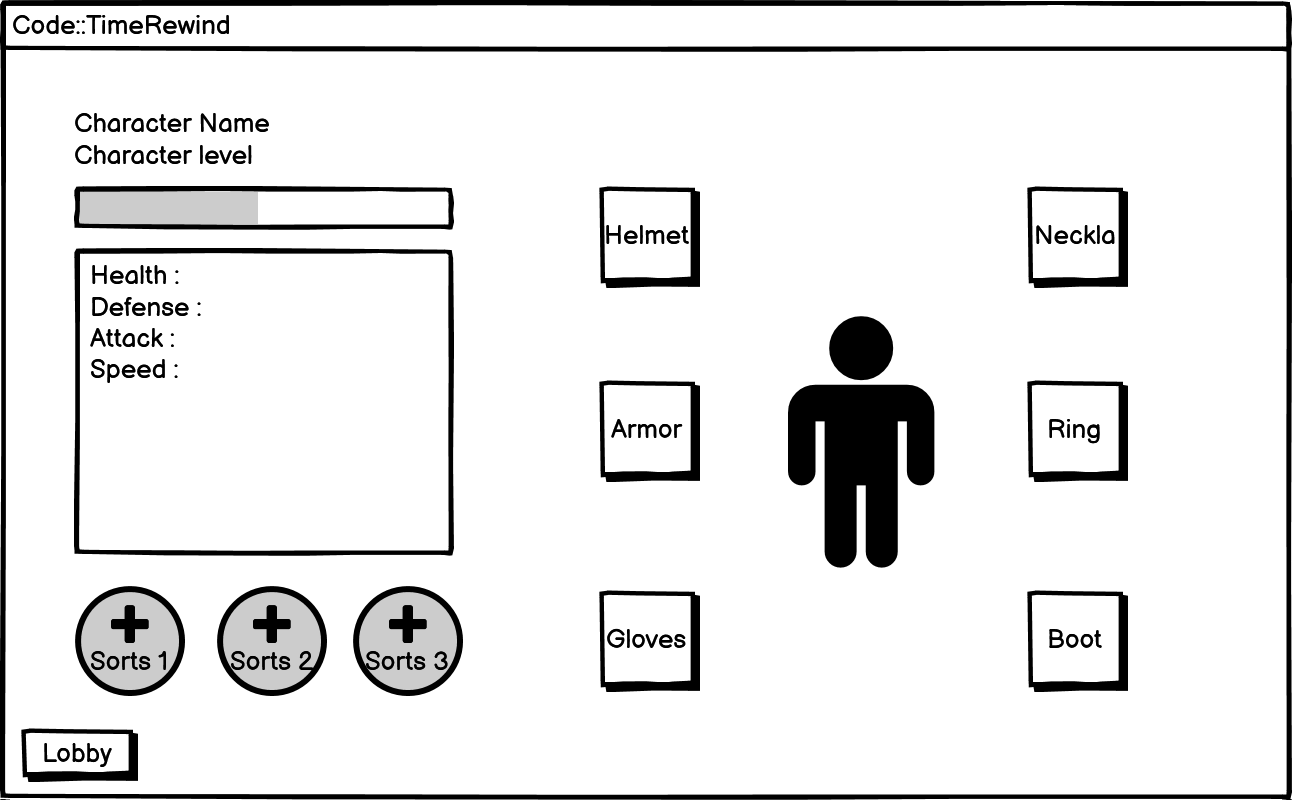 Code::TimeRewind
Character Name
Character level
Health :
Defense :
Attack :
Speed :
Sorts 1
Sorts 2
Sorts 3
Lobby
Helmet
Neckla
Armor
Ring
Gloves
Boot